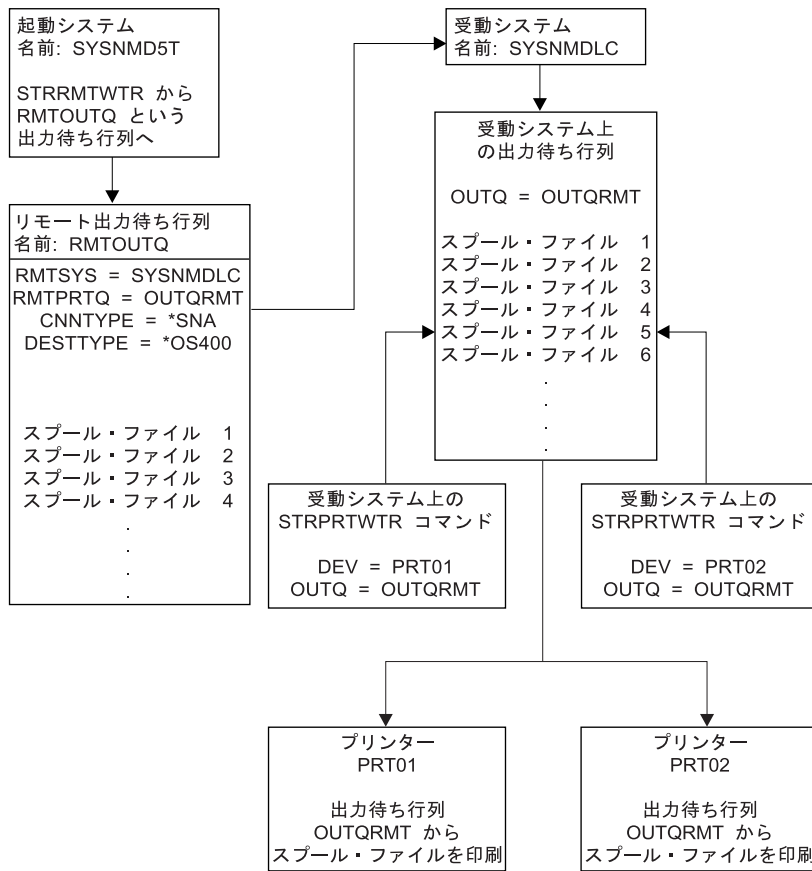 起動システム
名前: SYSNMD5T
STRRMTWTR から
RMTOUTQ という
出力待ち行列へ
リモート出力待ち行列
名前: RMTOUTQ
RMTSYS = SYSNMDLC
RMTPRTQ = OUTQRMT
CNNTYPE = *SNA
DESTTYPE = *OS400
スプール・ファイル 1
スプール・ファイル 2
スプール・ファイル 3
スプール・ファイル 4
.
.
.
.
受動システム
名前: SYSNMDLC
受動システム上
の出力待ち行列
OUTQ = OUTQRMT
スプール・ファイル 1
スプール・ファイル 2
スプール・ファイル 3
スプール・ファイル 4
スプール・ファイル 5
スプール・ファイル 6
.
.
.
.
受動システム上の
STRPRTWTR コマンド
DEV = PRT01
OUTQ = OUTQRMT
受動システム上の
STRPRTWTR コマンド
DEV = PRT02
OUTQ = OUTQRMT
プリンター
PRT01
出力待ち行列
OUTQRMT から
スプール・ファイルを印刷
プリンター
PRT02
出力待ち行列
OUTQRMT から
スプール・ファイルを印刷